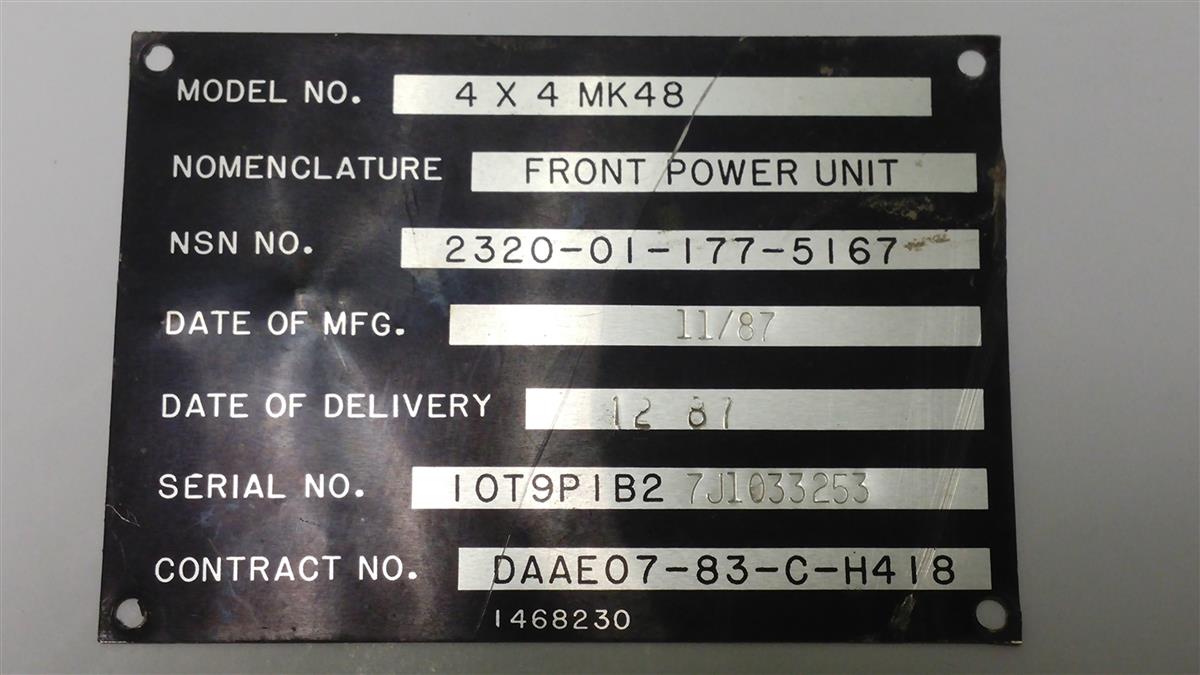 MODEL NO. 4 X 4 MK48
NOMENCLATURE FRONT POWER UNIT
NSN NO. 2320-01-177-5167
DATE OF MFG. 11/87
DATE OF DELIVERY 12 87
SERIAL NO. 10T9P1B2 7J1033253
CONTRACT NO. DAAE07-83-C-H418
1468230